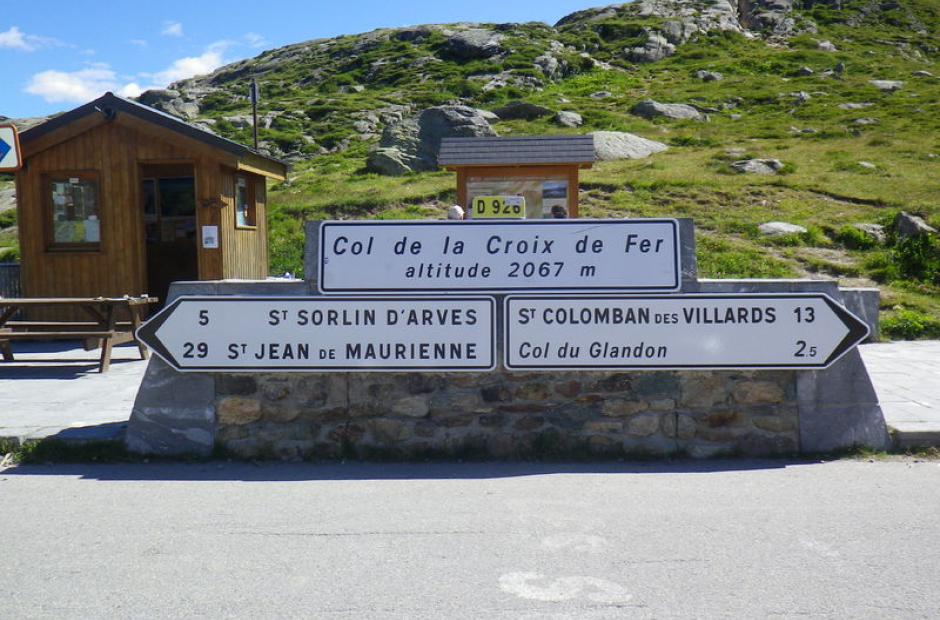 D 926
Col de la Croix de Fer
altitude 2067 m
5 ST SORLIN D'ARVES
29 ST JEAN DE MAURIENNE
ST COLOMBAN DES VILLARDS 13
Col du Glandon 2.5